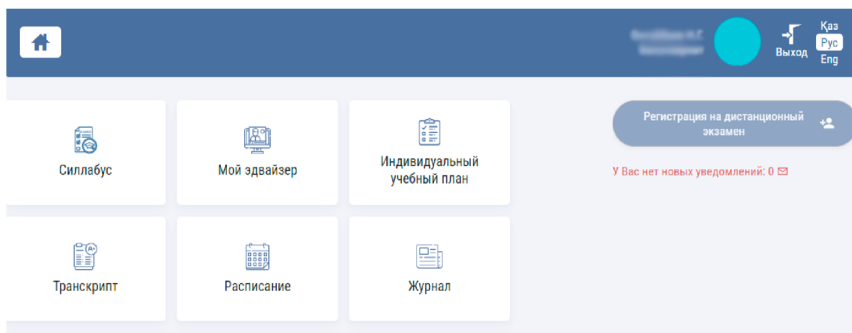 Қаз
Рус
Eng
Выход
Регистрация на дистанционный
экзамен
У Вас нет новых уведомлений: 0
Силлабус
Мой эдвайзер
Индивидуальный
учебный план
Транскрипт
Расписание
Журнал